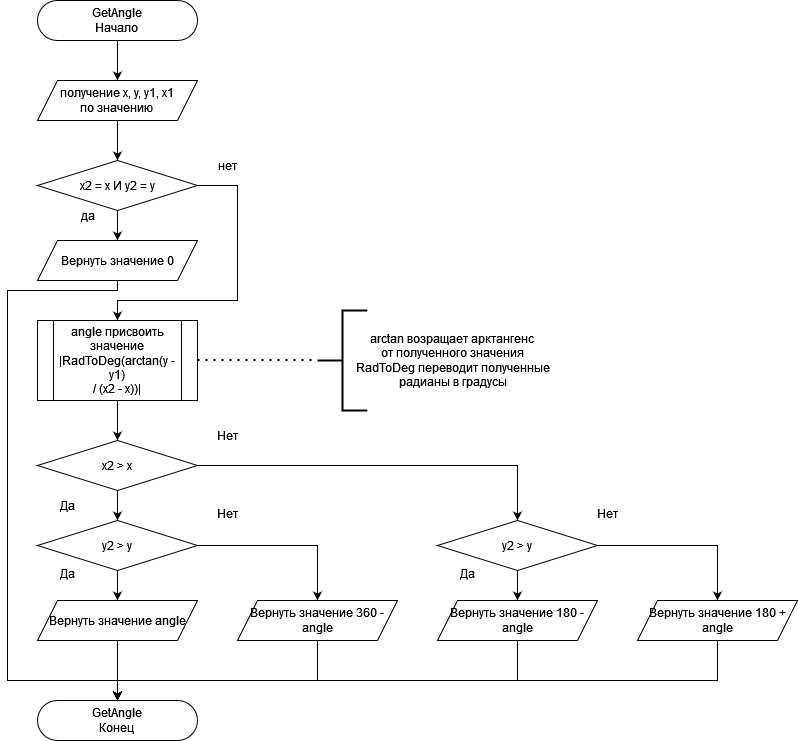 GetAngle
Начало
получение x, y, y1, x1
по значению
нет
x2 = x И y2 = y
да
Вернуть значение 0
angle присвоить
значение
|RadToDeg(arctan(y -
y1)
/ (x2 - x))|
arctan возращает арктангенс
от полученного значения
RadToDeg переводит полученные
радианы в градусы
Нет
x2 > x
Да
Нет
Нет
y2 > y
y2 > y
Да
Да
Вернуть значение angle
Вернуть значение 360 -
angle
Вернуть значение 180 -
angle
Вернуть значение 180 +
angle
GetAngle
Конец